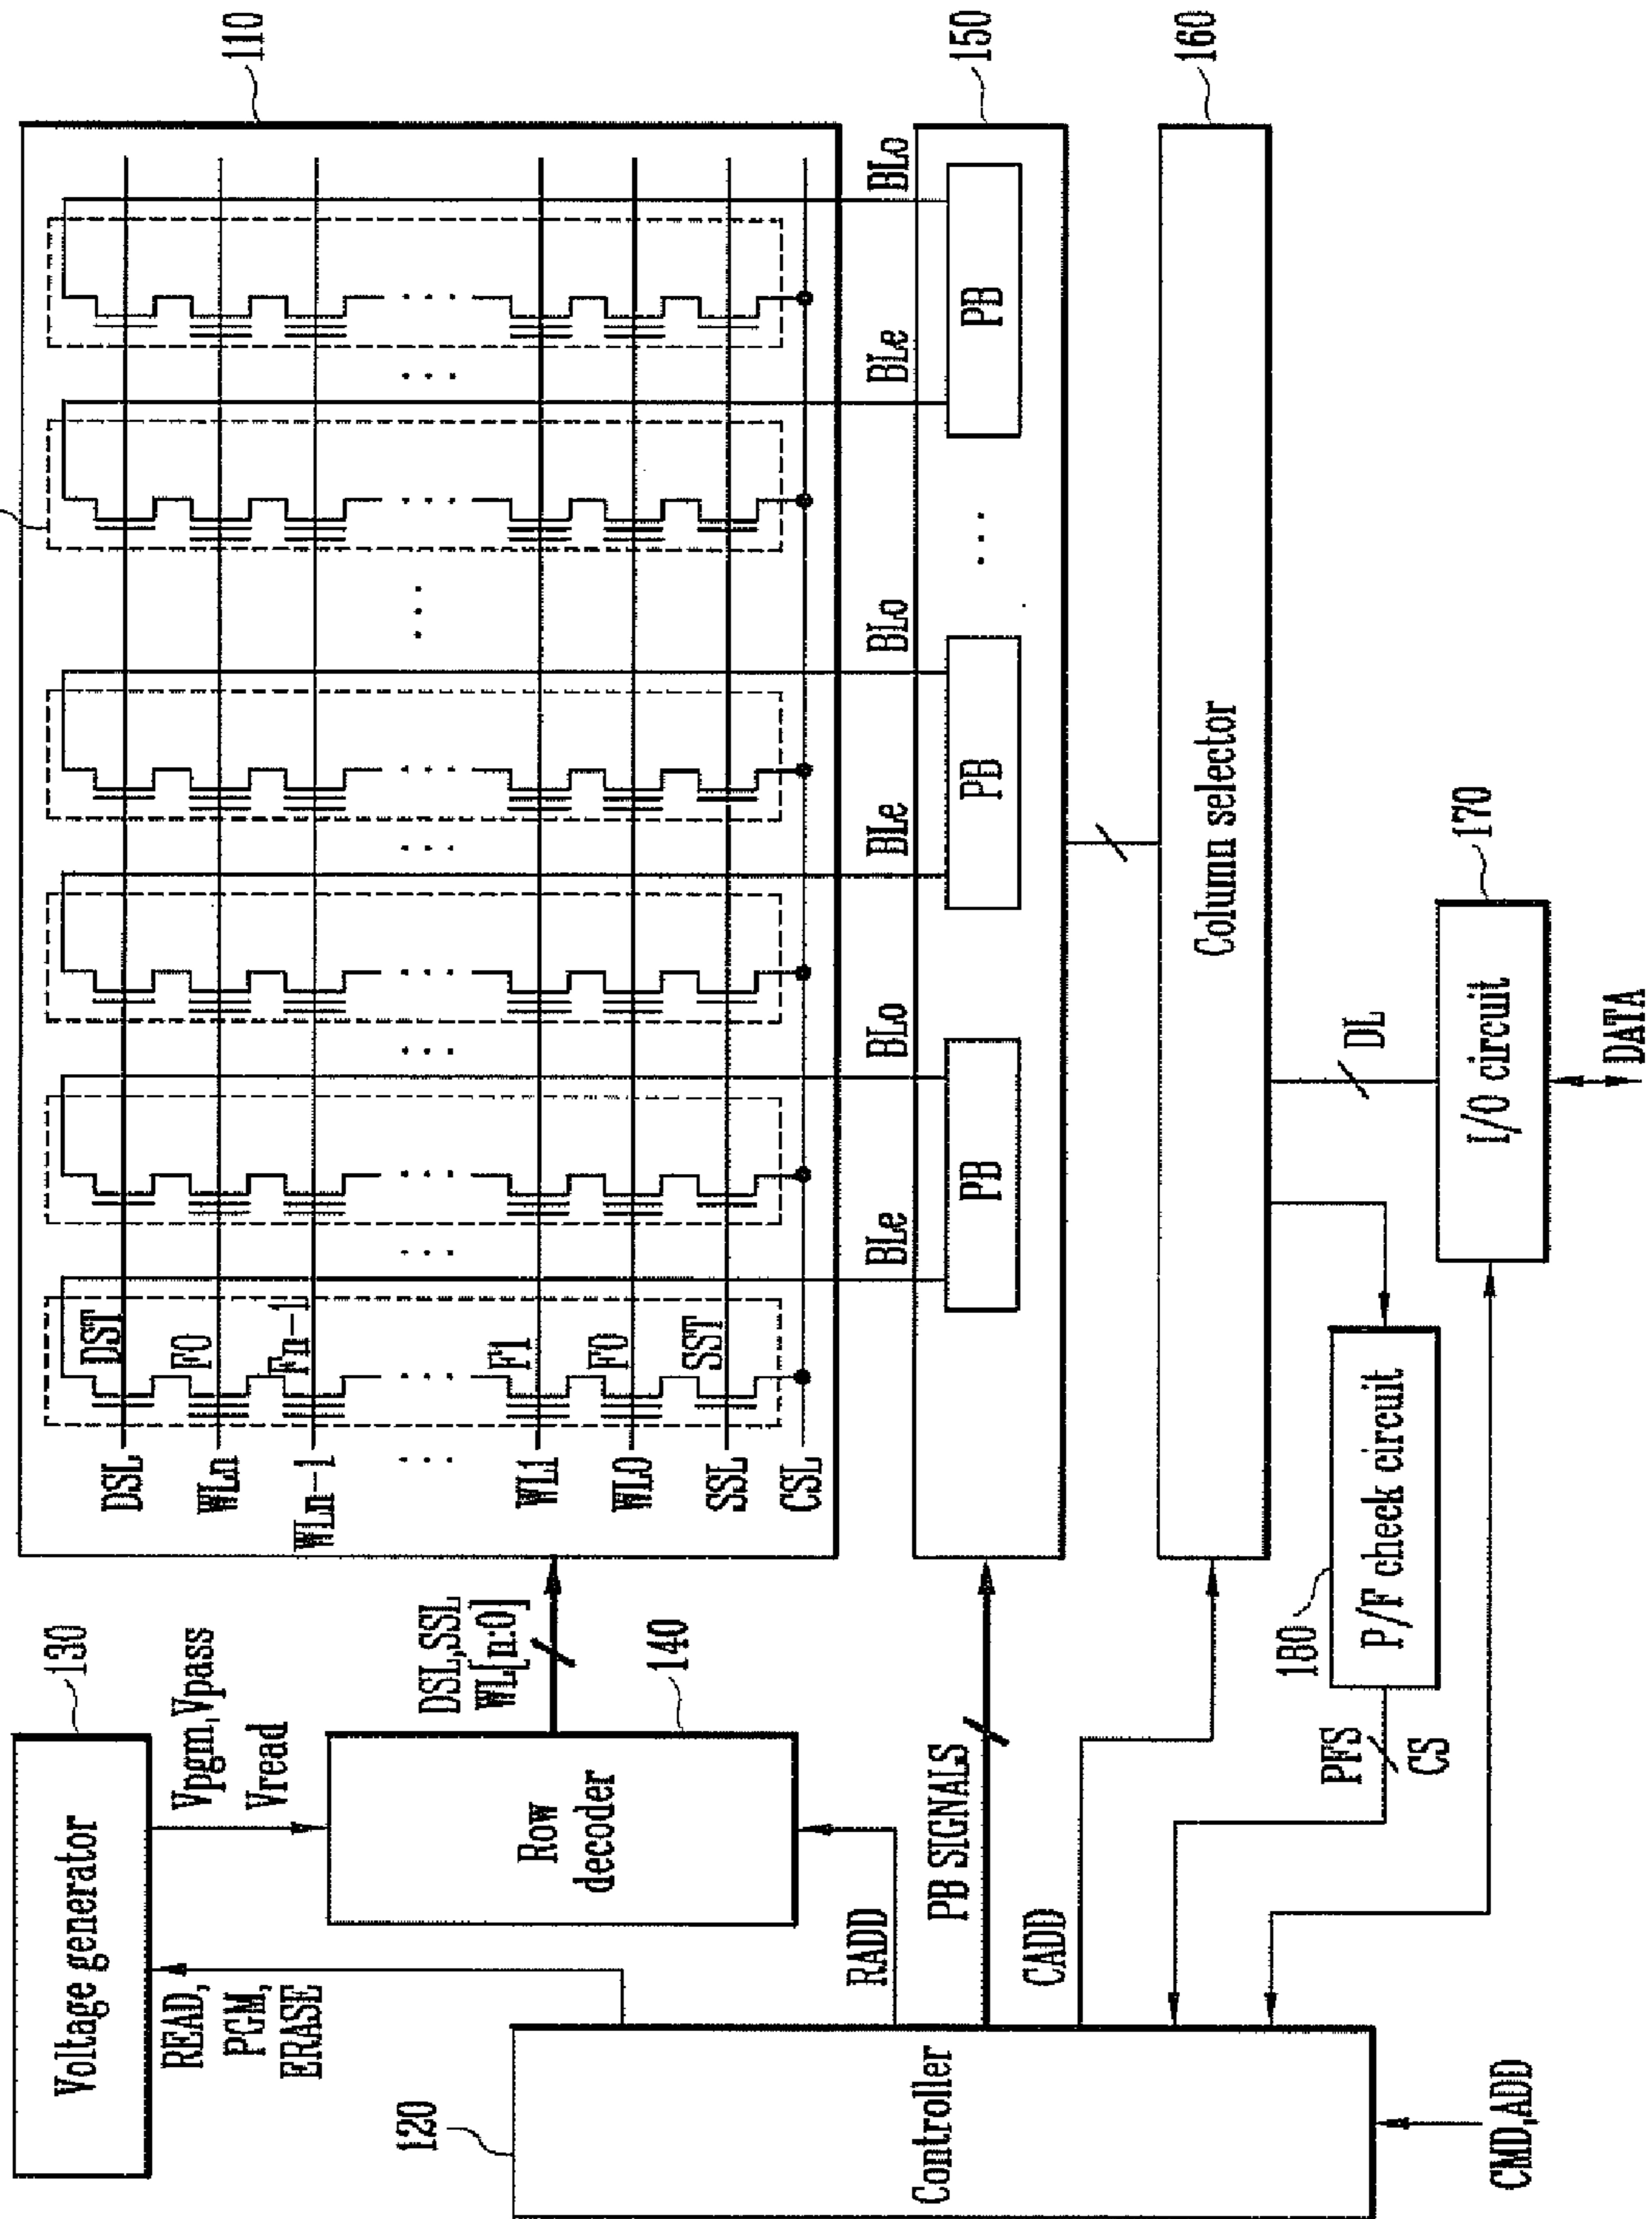 130
Voltage generator
READ,
PGM,
ERASE
Vpgm,Vpass
Vread
Row
decoder
140
DSL,SSL
WL[n:0]
120
Controller
CMD,ADD
RADD
PB SIGNALS
CADD
PFS
CS
110
DSL
WLn
WLn-1
WL1
WL0
SSL
CSL
DST
F0
Fn-1
F1
F0
SST
BLe
BLo
BLe
BLo
BLe
BLo
150
PB
PB
PB
160
Column selector
180
P/F check circuit
DL
170
I/O circuit
DATA